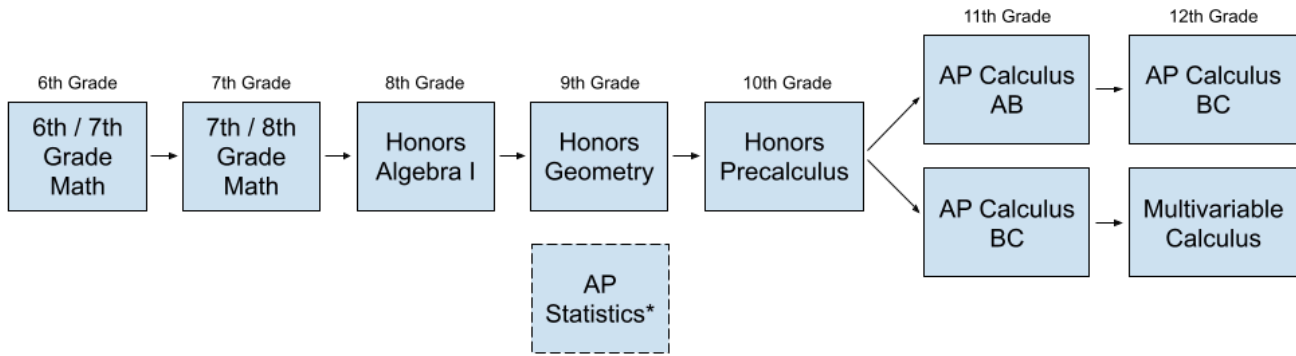 6th Grade
6th / 7th
Grade
Math
7th Grade
7th / 8th
Grade
Math
8th Grade
Honors
Algebra I
9th Grade
Honors
Geometry
AP
Statistics*
10th Grade
Honors
Precalculus
11th Grade
AP Calculus
AB
AP Calculus
BC
12th Grade
AP Calculus
BC
Multivariable
Calculus